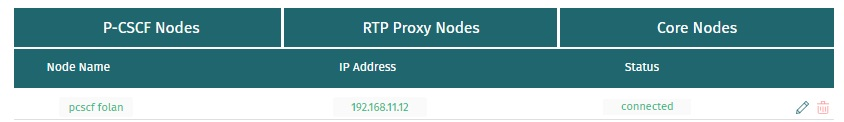 P-CSCF Nodes RTP Proxy Nodes Core Nodes
Node Name IP Address Status
pcscf folan 192.168.11.12 connected